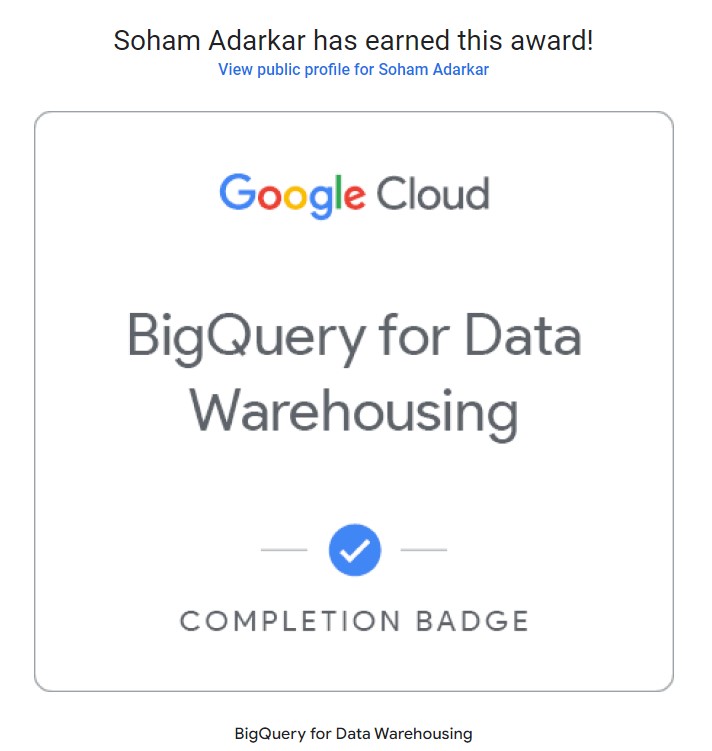 Soham Adarkar has earned this award!
View public profile for Soham Adarkar
Google Cloud
BigQuery for Data
Warehousing
COMPLETION BADGE
BigQuery for Data Warehousing